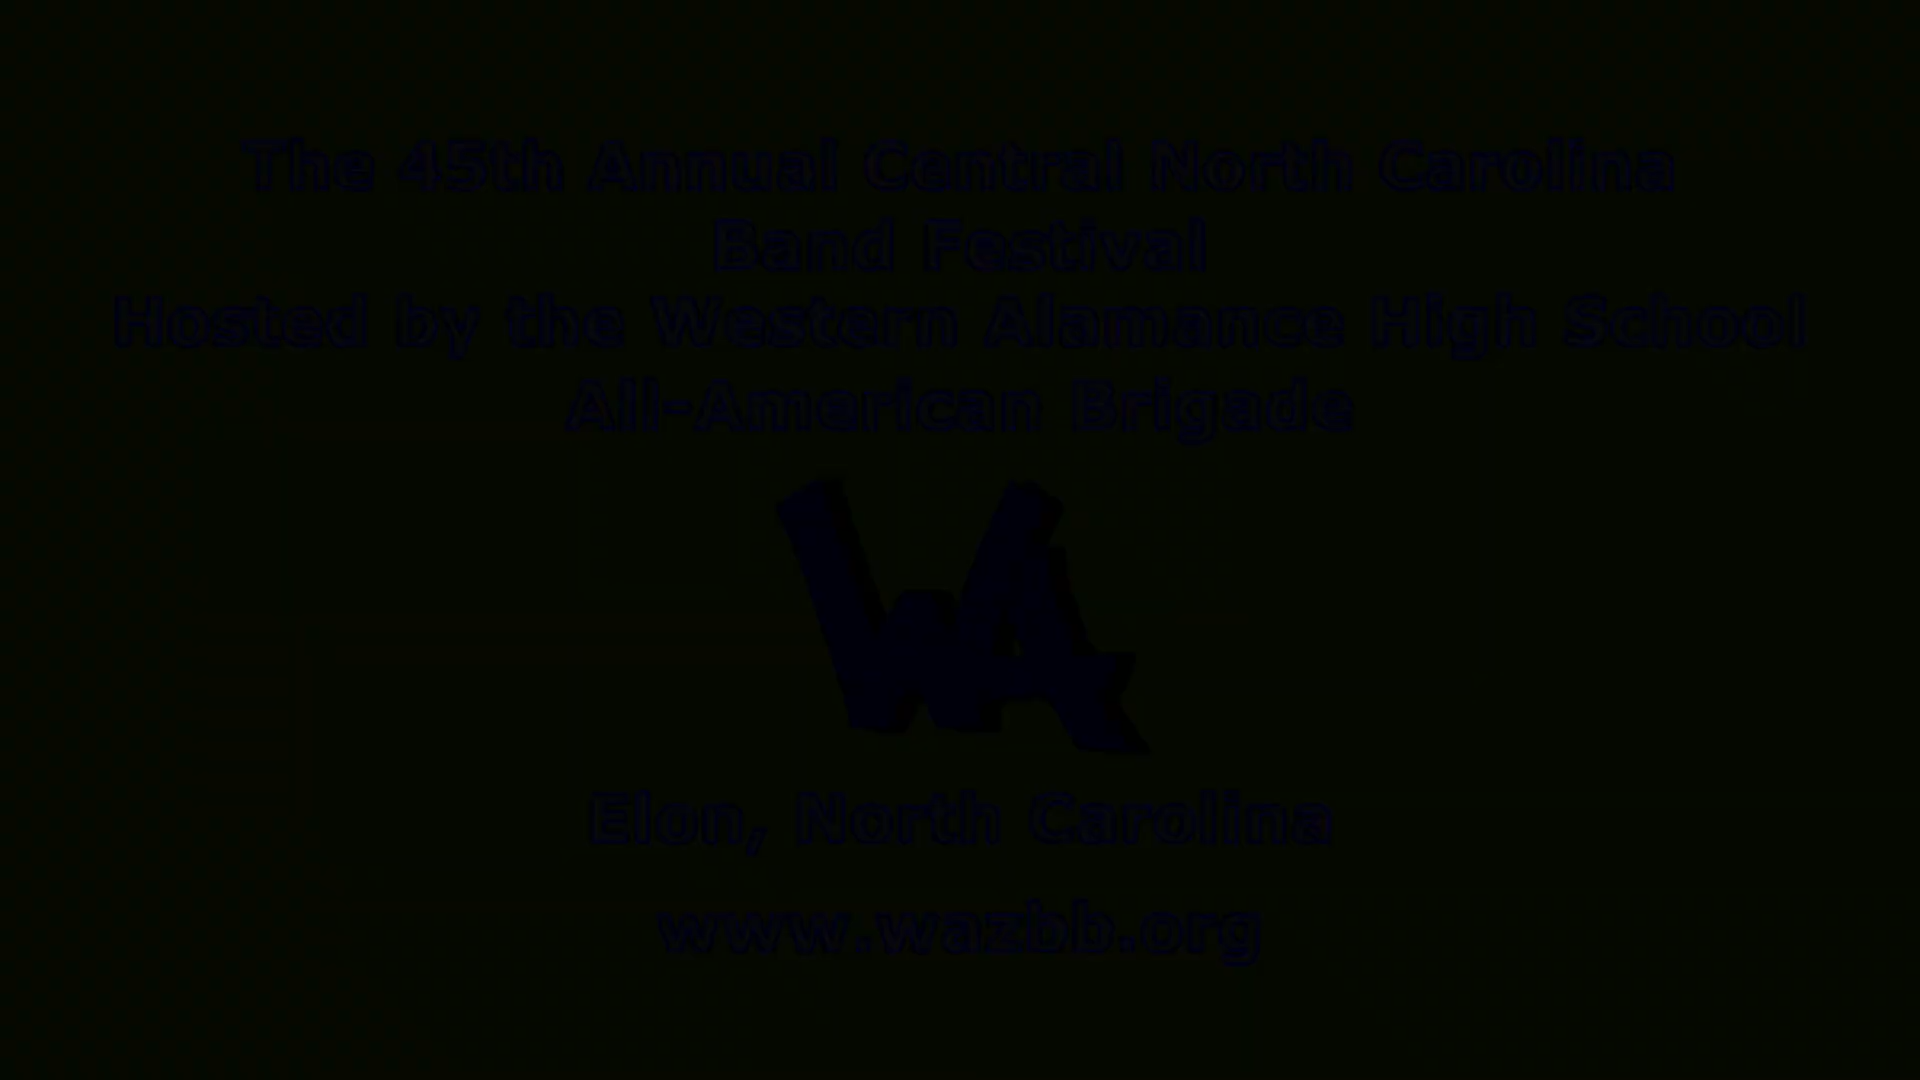 The 45th Annual Central North Carolina
Band Festival
Hosted by the Western Alamance High School
All-American Brigade
WA
Elon, North Carolina
www.wazbb.org